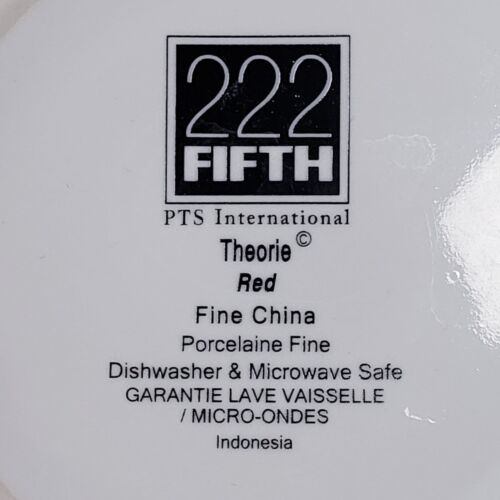 222
FIFTH
PTS International
Theorie©
Red
Fine China
Porcelaine Fine
Dishwasher & Microwave Safe
GARANTIE LAVE VAISSELLE
/ MICRO-ONDES
Indonesia